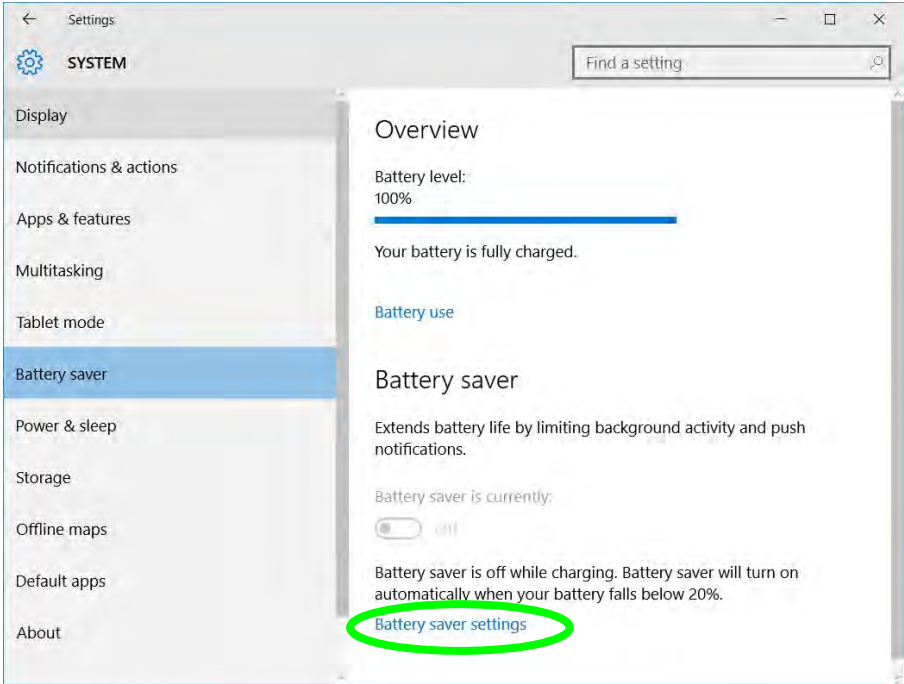 Settings
SYSTEM
Find a setting
Display
Notifications & actions
Apps & features
Multitasking
Tablet mode
Battery saver
Power & sleep
Storage
Offline maps
Default apps
About
Overview
Battery level:
100%
Your battery is fully charged.
Battery use
Battery saver
Extends battery life by limiting background activity and push
notifications.
Battery saver is currently:
Off
Battery saver is off while charging. Battery saver will turn on
automatically when your battery falls below 20%.
Battery saver settings